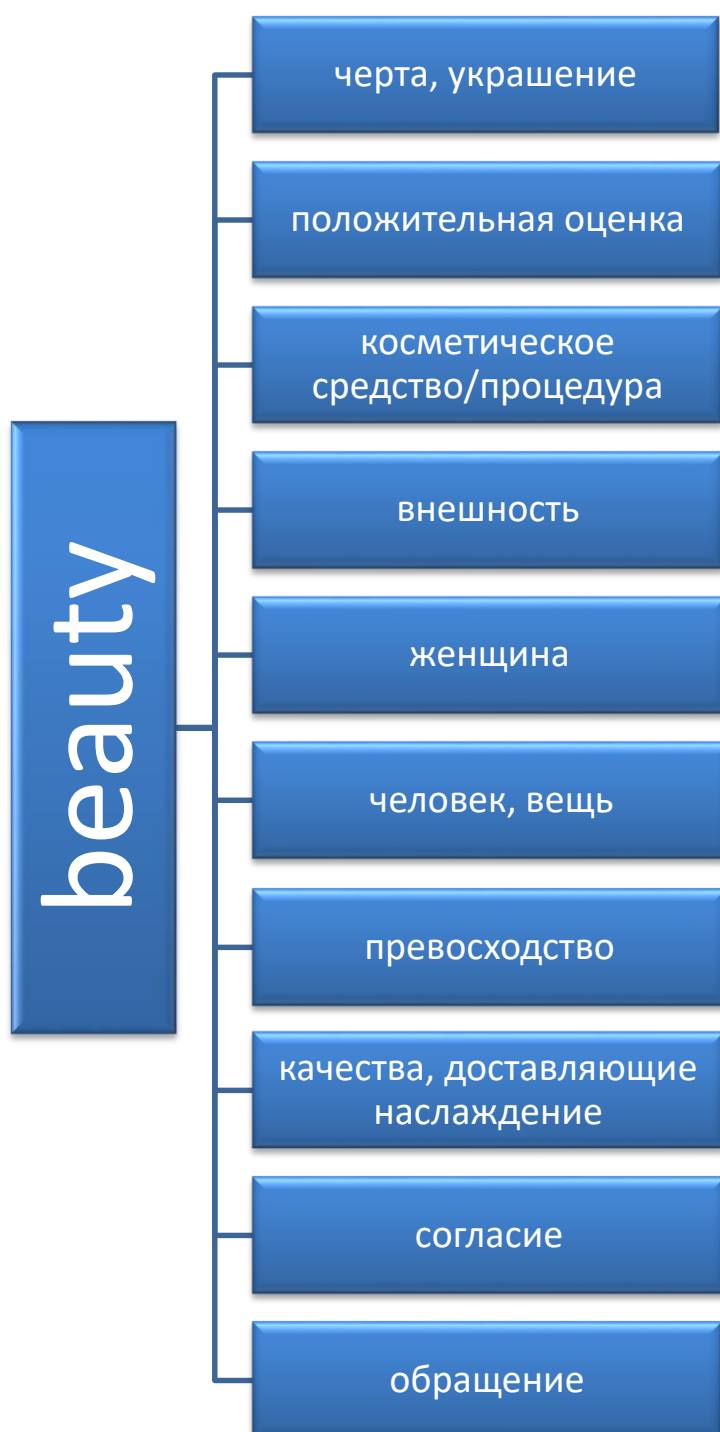 beauty
черта, украшение
положительная оценка
косметическое
средство/процедура
внешность
женщина
человек, вещь
превосходство
качества, доставляющие
наслаждение
согласие
обращение